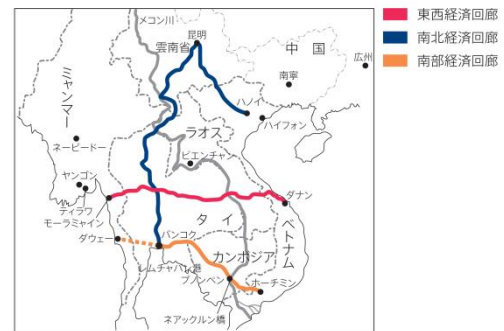 東西経済回廊
南北経済回廊
南部経済回廊
メコン川
昆明
雲南省
中国
広州
南寧
ミャンマー
ハノイ
ハイフォン
ラオス
ネーピードー
ビエンチャン
ヤンゴン
ティラワ
モーラミャイン
ダナン
タイ
ベトナム
ダウェー
バンコク
カンボジア
レムチャバン港
プノンペン
ホーチミン
ネアックルン橋